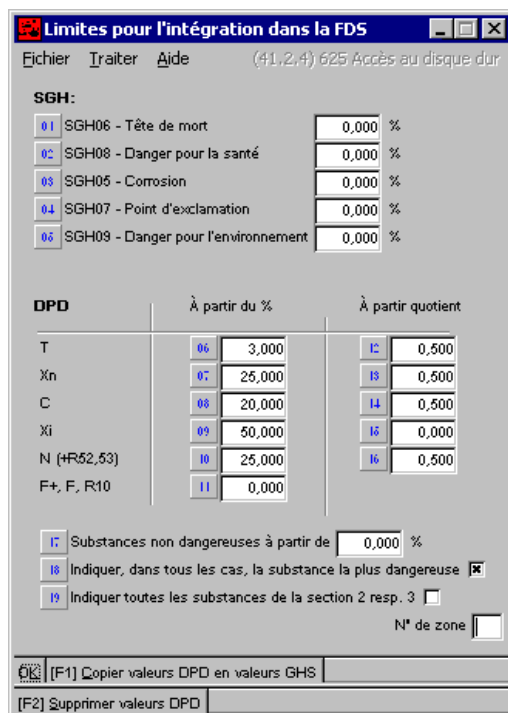 Limites pour l'intégration dans la FDS
Fichier Traiter Aide (41,2,4) 625 Accès au disque dur
SGH:
01 SGH06 - Tête de mort 0,000 %
02 SGH08 - Danger pour la santé 0,000 %
03 SGH05 - Corrosion 0,000 %
04 SGH07 - Point d'exclamation 0,000 %
05 SGH09 - Danger pour l'environnement 0,000 %
DPD À partir du % À partir quotient
T 06 3,000 12 0,500
Xn 07 25,000 13 0,500
C 08 20,000 14 0,500
Xi 09 50,000 15 0,000
N (+R52,53) 10 25,000 16 0,500
F+, F, R10 11 0,000
17 Substances non dangereuses à partir de 0,000 %
18 Indiquer, dans tous les cas, la substance la plus dangereuse
19 Indiquer toutes les substances de la section 2 resp. 3
N° de zone
OK [F1] Copier valeurs DPD en valeurs GHS
[F2] Supprimer valeurs DPD